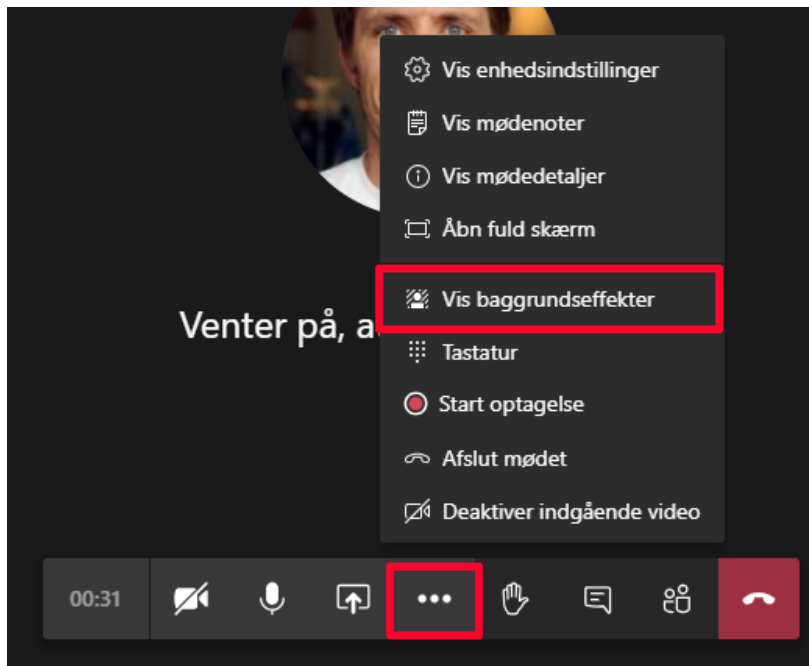 Vis enhedsindstillinger
Vis mødenoter
Vis mødedetaljer
Åbn fuld skærm
Vis baggrundseffekter
Venter på, a
Tastatur
Start optagelse
Afslut mødet
Deaktiver indgående video
00:31